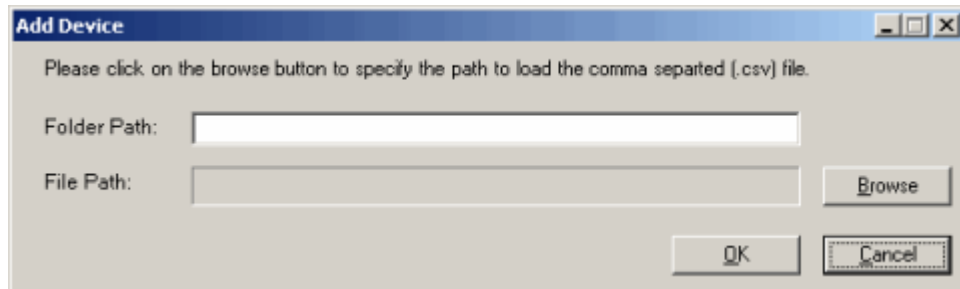 Add Device
Please click on the browse button to specify the path to load the comma separted (.csv) file.
Folder Path:
File Path:
Browse
OK
Cancel